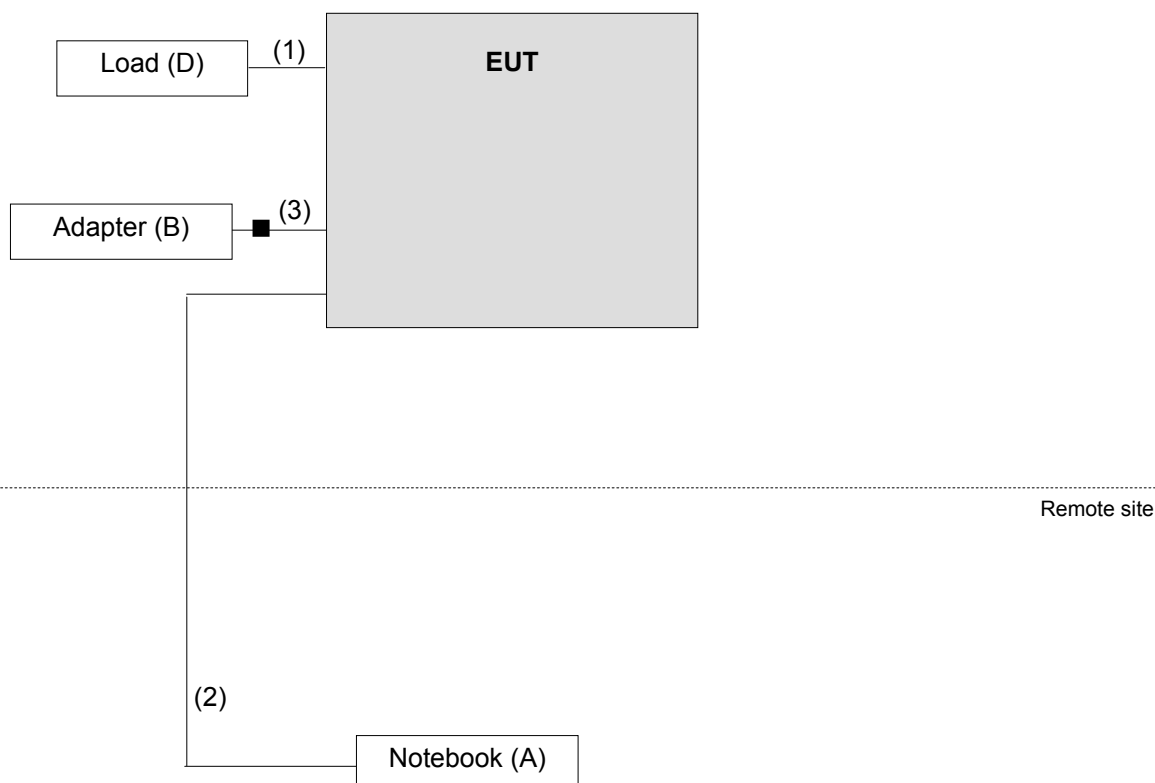 Load (D)
(1)
EUT
Adapter (B)
(3)
Remote site
(2)
Notebook (A)